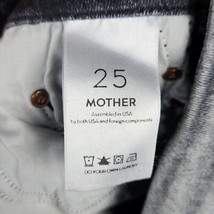 25
MOTHER
Assembled in USA
by both USA and foreign components
DO YOUR OWN LAUNDRY